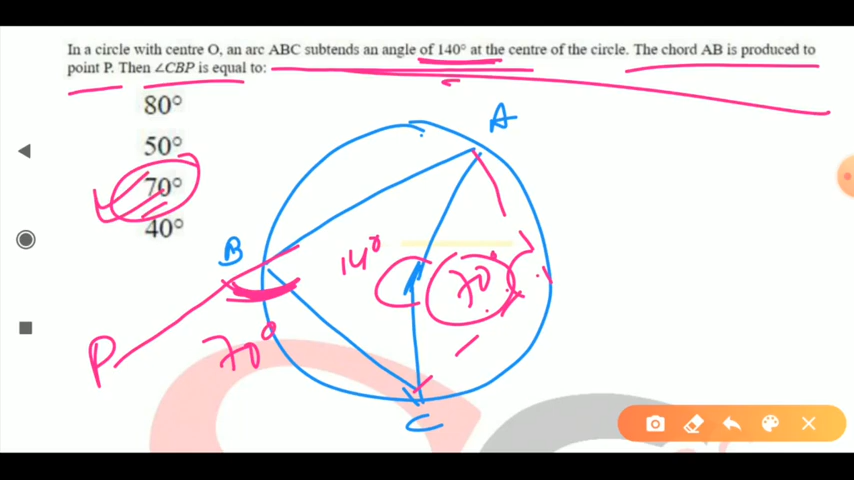 In a circle with centre O, an arc ABC subtends an angle of 140° at the centre of the circle. The chord AB is produced to
point P. Then ∠CBP is equal to:
80°
50°
70°
40°
A
B
140
70°
P
70°
C